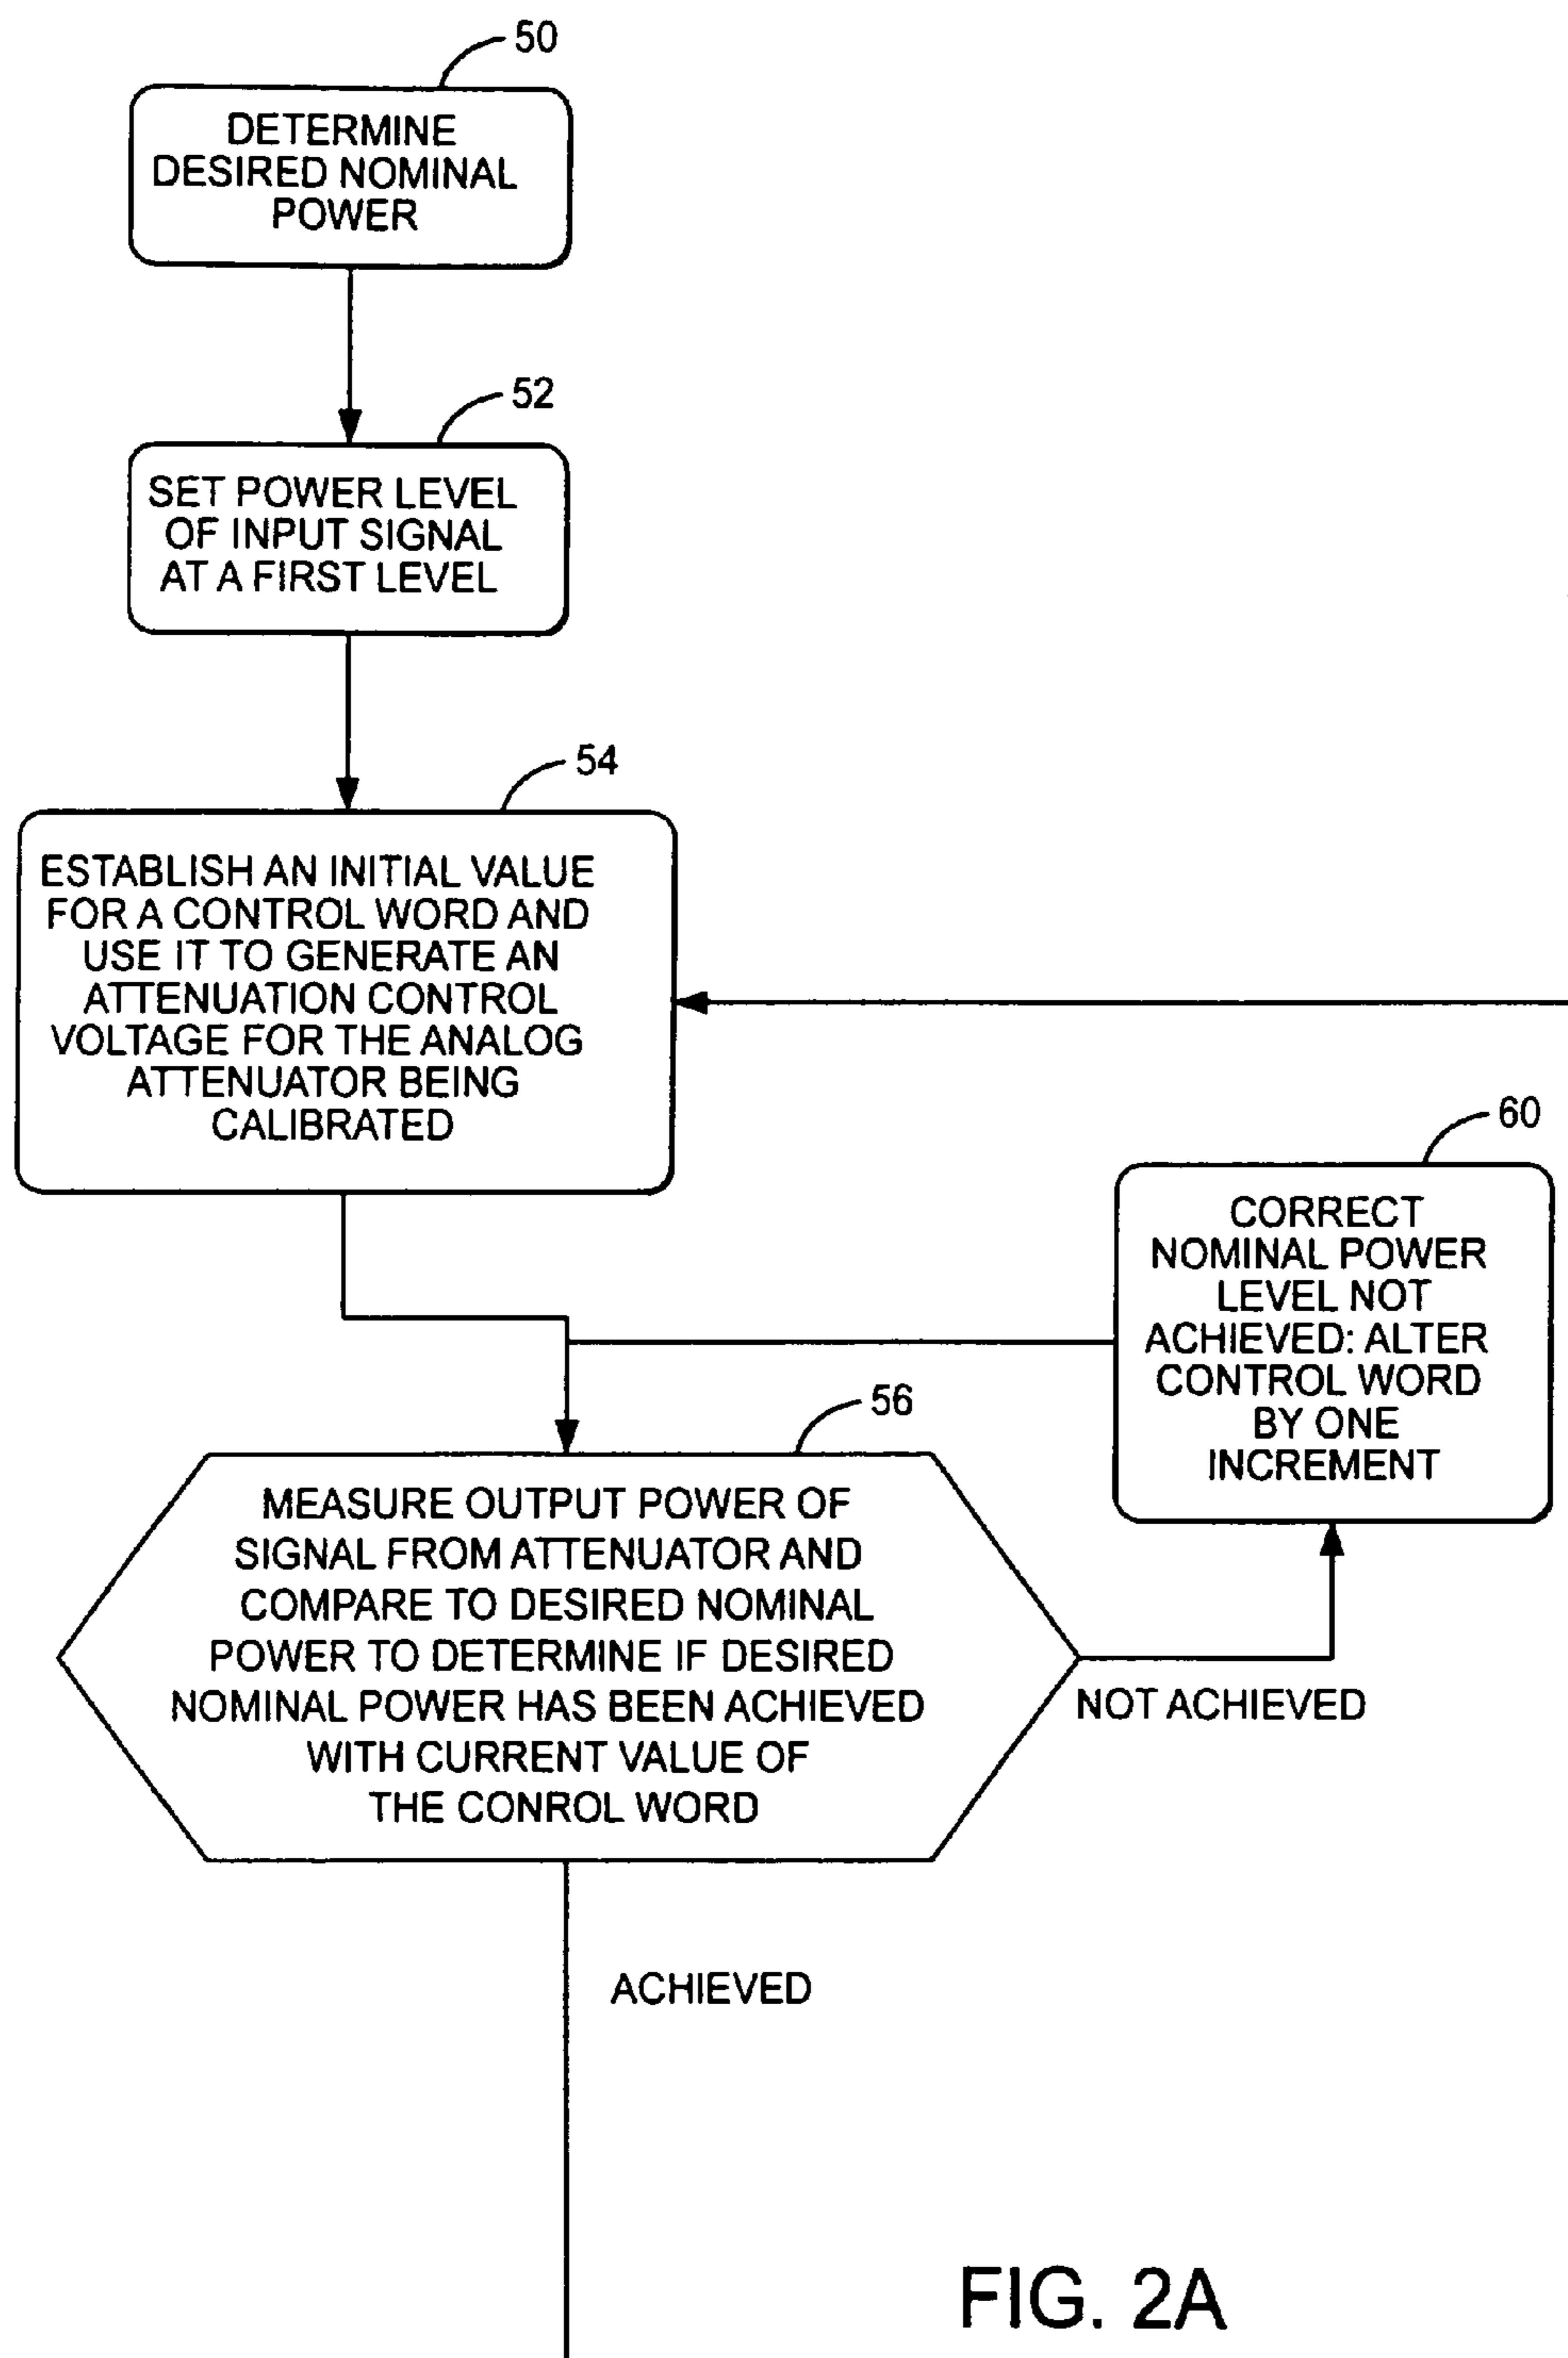 50
DETERMINE
DESIRED NOMINAL
POWER
52
SET POWER LEVEL
OF INPUT SIGNAL
AT A FIRST LEVEL
54
ESTABLISH AN INITIAL VALUE
FOR A CONTROL WORD AND
USE IT TO GENERATE AN
ATTENUATION CONTROL
VOLTAGE FOR THE ANALOG
ATTENUATOR BEING
CALIBRATED
60
CORRECT
NOMINAL POWER
LEVEL NOT
ACHIEVED: ALTER
CONTROL WORD
BY ONE
INCREMENT
56
MEASURE OUTPUT POWER OF
SIGNAL FROM ATTENUATOR AND
COMPARE TO DESIRED NOMINAL
POWER TO DETERMINE IF DESIRED
NOMINAL POWER HAS BEEN ACHIEVED
WITH CURRENT VALUE OF
THE CONROL WORD
NOT ACHIEVED
ACHIEVED
FIG. 2A